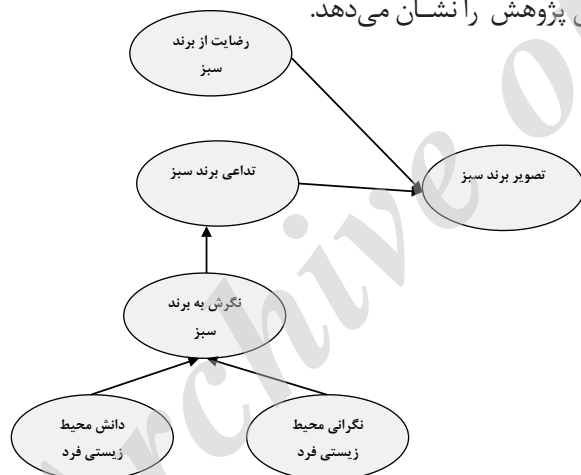 پژوهش را نشان می‌دهد.
رضایت از برند
سبز
تداعی برند سبز
تصویر برند سبز
نگرش به برند
سبز
دانش محیط
زیستی فرد
نگرانی محیط
زیستی فرد